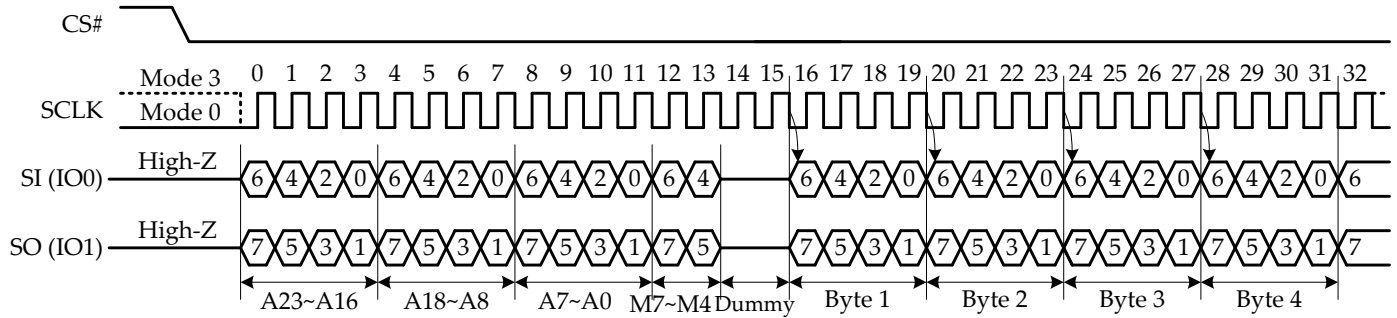 CS#
Mode 3 0 1 2 3 4 5 6 7 8 9 10 11 12 13 14 15 16 17 18 19 20 21 22 23 24 25 26 27 28 29 30 31 32
SCLK Mode 0
High-Z
SI (IO0) 6 4 2 0 6 4 2 0 6 4 2 0 6 4 6 4 2 0 6 4 2 0 6 4 2 0 6 4 2 0 6
High-Z
SO (IO1) 7 5 3 1 7 5 3 1 7 5 3 1 7 5 7 5 3 1 7 5 3 1 7 5 3 1 7 5 3 1 7
A23~A16 A18~A8 A7~A0 M7~M4 Dummy Byte 1 Byte 2 Byte 3 Byte 4